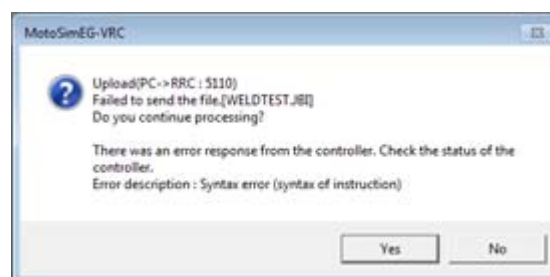 MotoSimEG-VRC
Upload(PC->RRC : 5110)
Failed to send the file.[WELDTEST.JBI]
Do you continue processing?
There was an error response from the controller. Check the status of the
controller.
Error description : Syntax error (syntax of instruction)
Yes
No